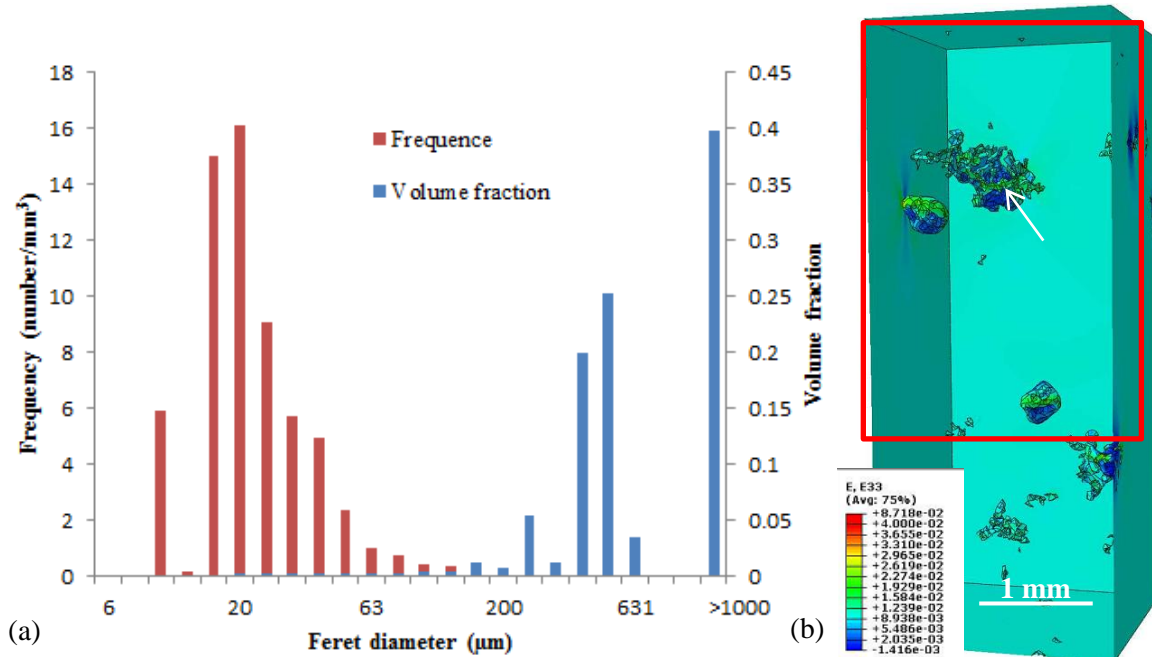 18
16
14
12
10
8
6
4
2
0
Frequency (number/mm³)
Frequence
Volume fraction
0.45
0.4
0.35
0.3
0.25
0.2
0.15
0.1
0.05
0
Volume fraction
6 20 63 200 631 >1000
Feret diameter (µm)
(a)
E, E33
(Avg: 75%)
+8.718e-02
+4.000e-02
+3.655e-02
+3.310e-02
+2.965e-02
+2.619e-02
+2.274e-02
+1.929e-02
+1.584e-02
+1.239e-02
+8.938e-03
+5.486e-03
+2.035e-03
-1.416e-03
1 mm
(b)